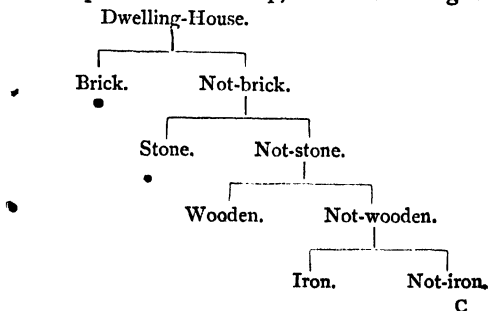 Dwelling-House.
Brick. Not-brick.
Stone. Not-stone.
Wooden. Not-wooden.
Iron. Not-iron.
C